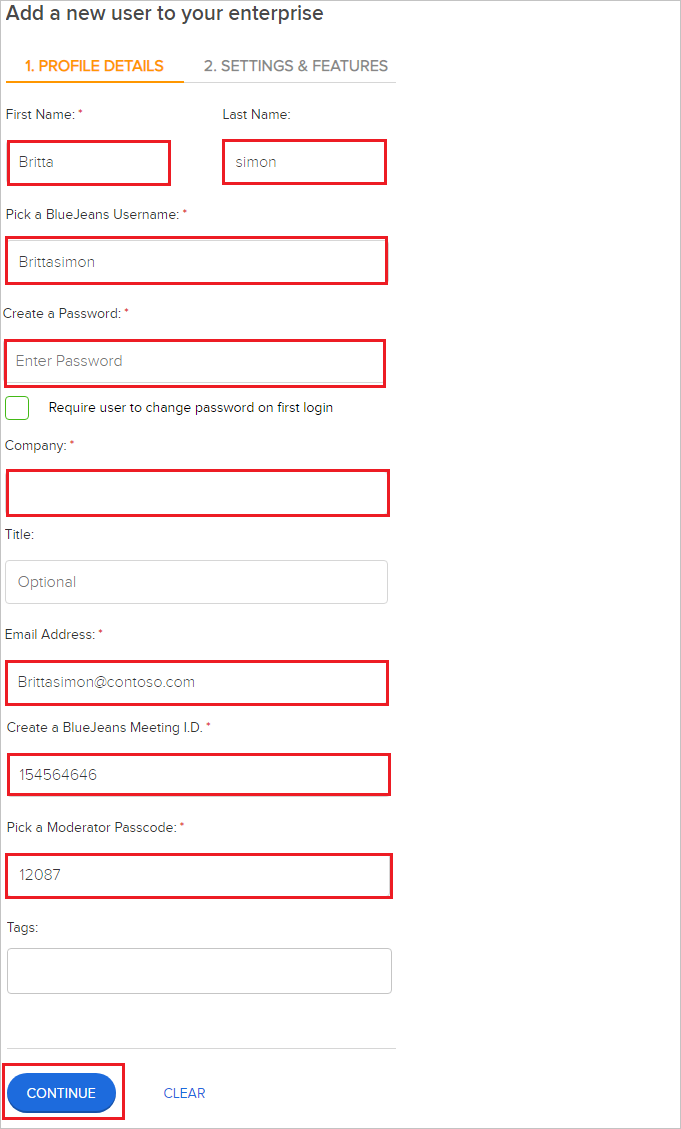 Add a new user to your enterprise
1. PROFILE DETAILS 2. SETTINGS & FEATURES
First Name: * Last Name:
Britta simon
Pick a BlueJeans Username: *
Brittasimon
Create a Password: *
Enter Password
Require user to change password on first login
Company: *
Title:
Optional
Email Address: *
Brittasimon@contoso.com
Create a BlueJeans Meeting I.D. *
154564646
Pick a Moderator Passcode: *
12087
Tags:
CONTINUE CLEAR